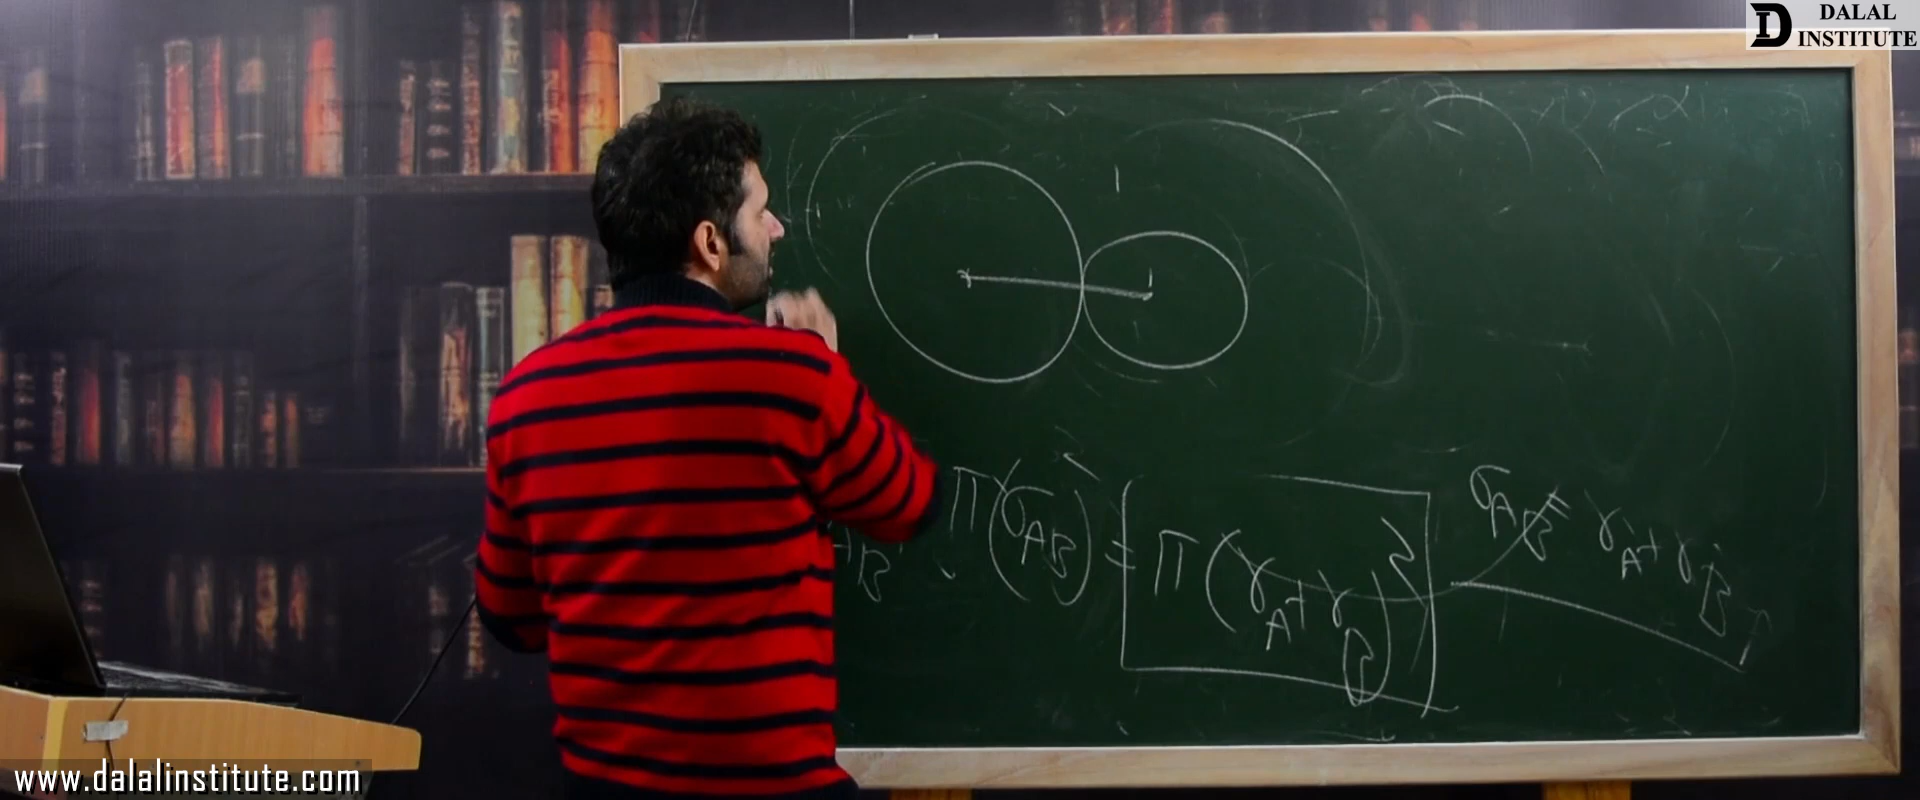 DALAL
INSTITUTE
π(σAB)² = π(rA+rB)²
σAB = rA+rB
www.dalalinstitute.com